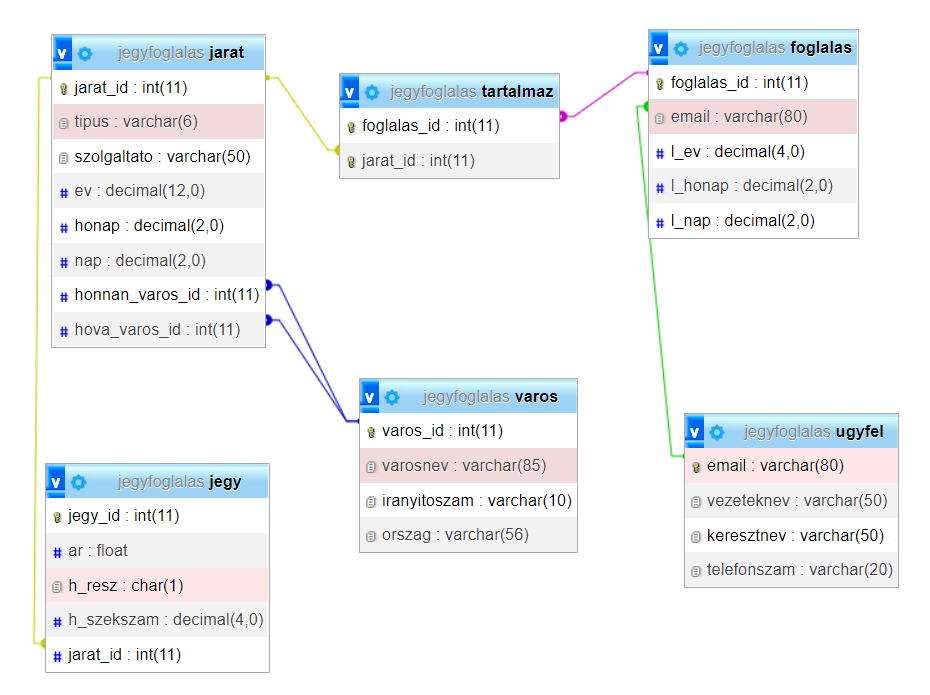 v jegyfoglalas jarat
jarat_id : int(11)
tipus : varchar(6)
szolgaltato : varchar(50)
ev : decimal(12,0)
honap : decimal(2,0)
nap : decimal(2,0)
honnan_varos_id : int(11)
hova_varos_id : int(11)
v jegyfoglalas tartalmaz
foglalas_id : int(11)
jarat_id : int(11)
v jegyfoglalas foglalas
foglalas_id : int(11)
email : varchar(80)
l_ev : decimal(4,0)
l_honap : decimal(2,0)
l_nap : decimal(2,0)
v jegyfoglalas varos
varos_id : int(11)
varosnev : varchar(85)
iranyitoszam : varchar(10)
orszag : varchar(56)
v jegyfoglalas ugyfel
email : varchar(80)
vezeteknev : varchar(50)
keresztnev : varchar(50)
telefonszam : varchar(20)
v jegyfoglalas jegy
jegy_id : int(11)
ar : float
h_resz : char(1)
h_szekszam : decimal(4,0)
jarat_id : int(11)